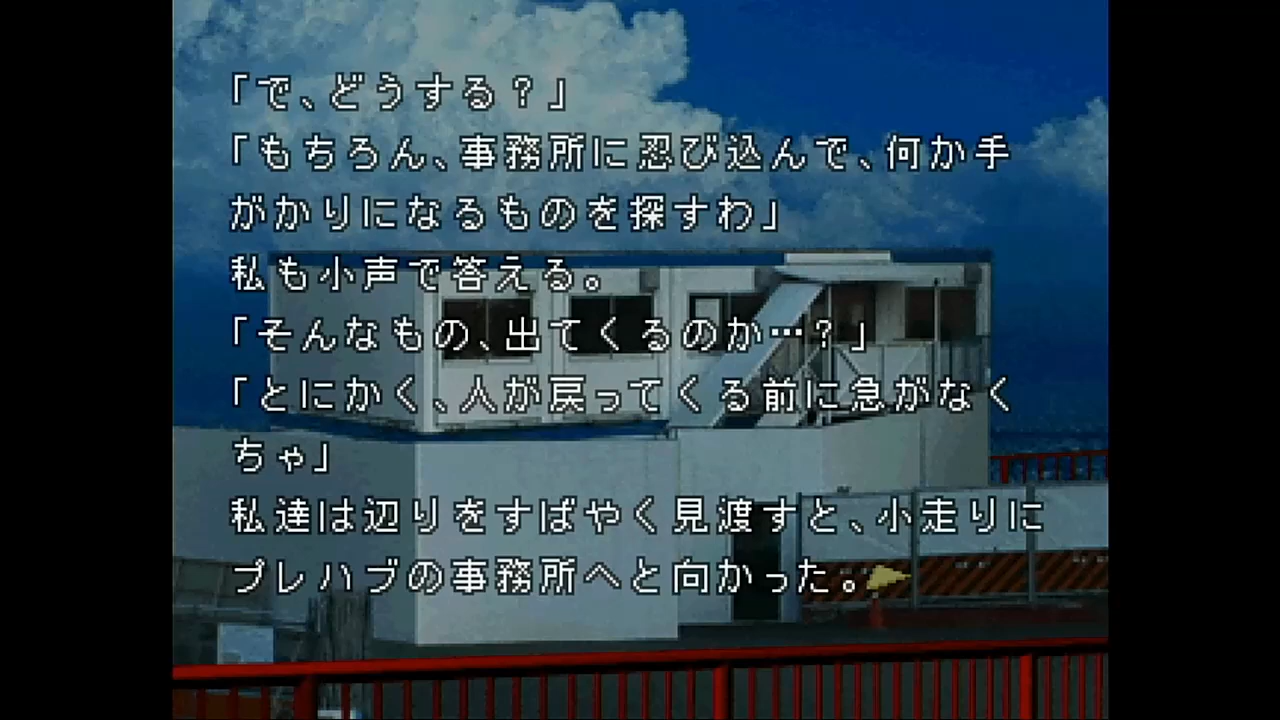 「で、どうする?」
「もちろん、事務所に忍び込んで、何か手
がかりになるものを探すわ」
私も小声で答える。
「そんなもの、出てくるのか…?」
「とにかく、人が戻ってくる前に急がなく
ちゃ」
私達は辺りをすばやく見渡すと、小走りに
プレハブの事務所へと向かった。